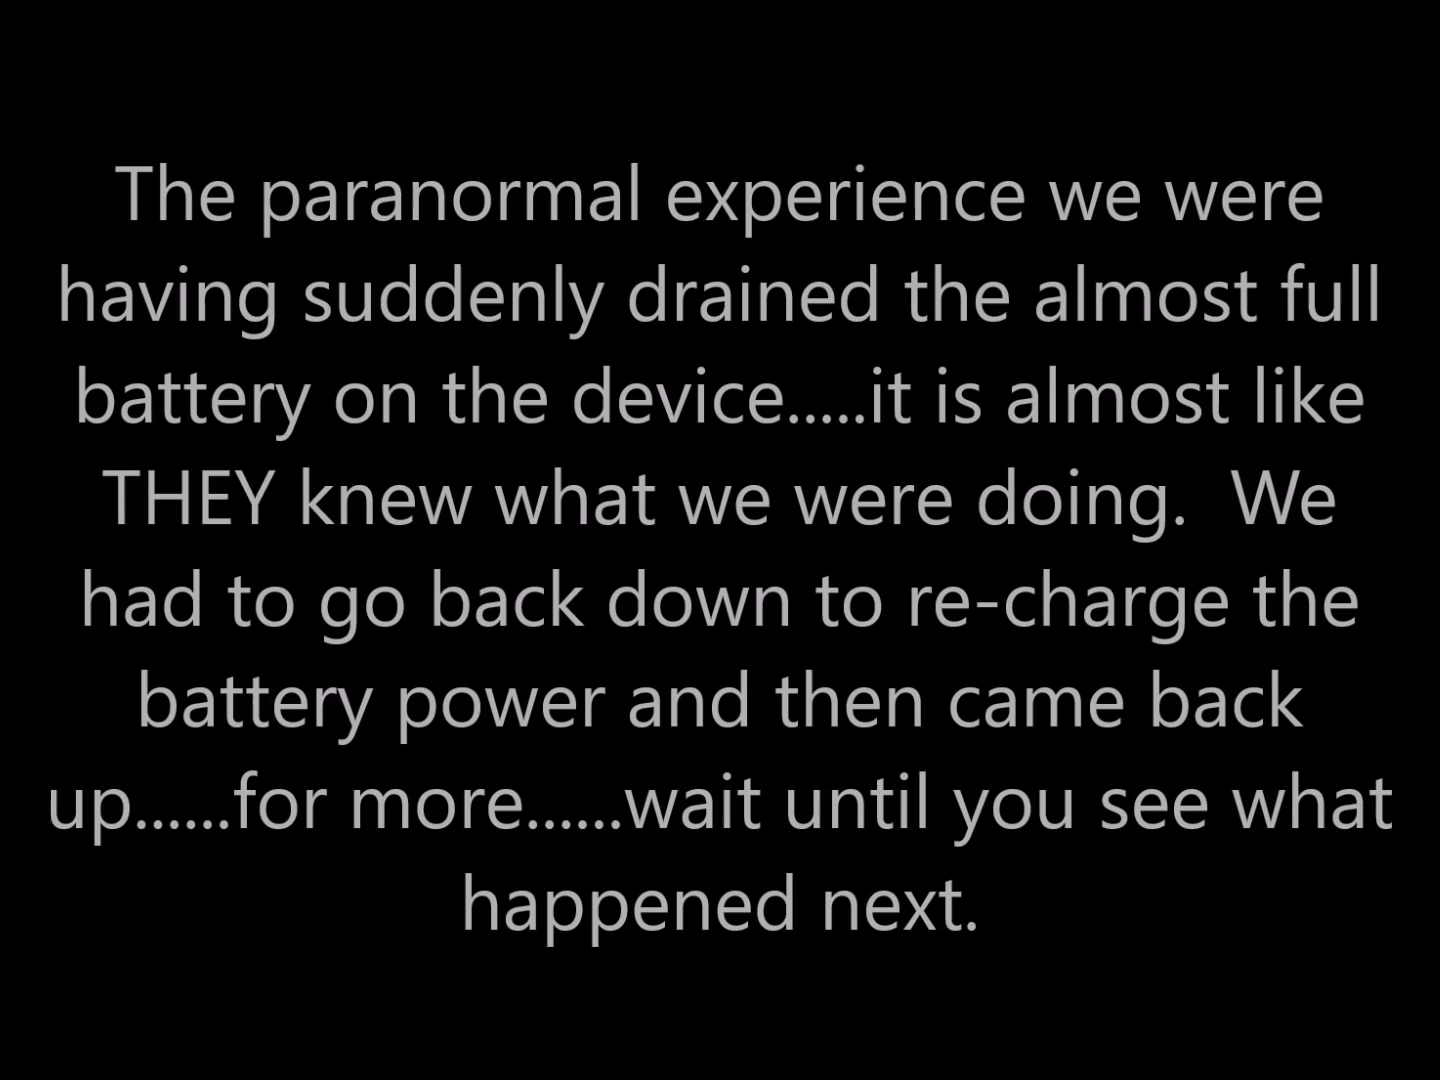 The paranormal experience we were
having suddenly drained the almost full
battery on the device.....it is almost like
THEY knew what we were doing.  We
had to go back down to re-charge the
battery power and then came back
up......for more......wait until you see what
happened next.